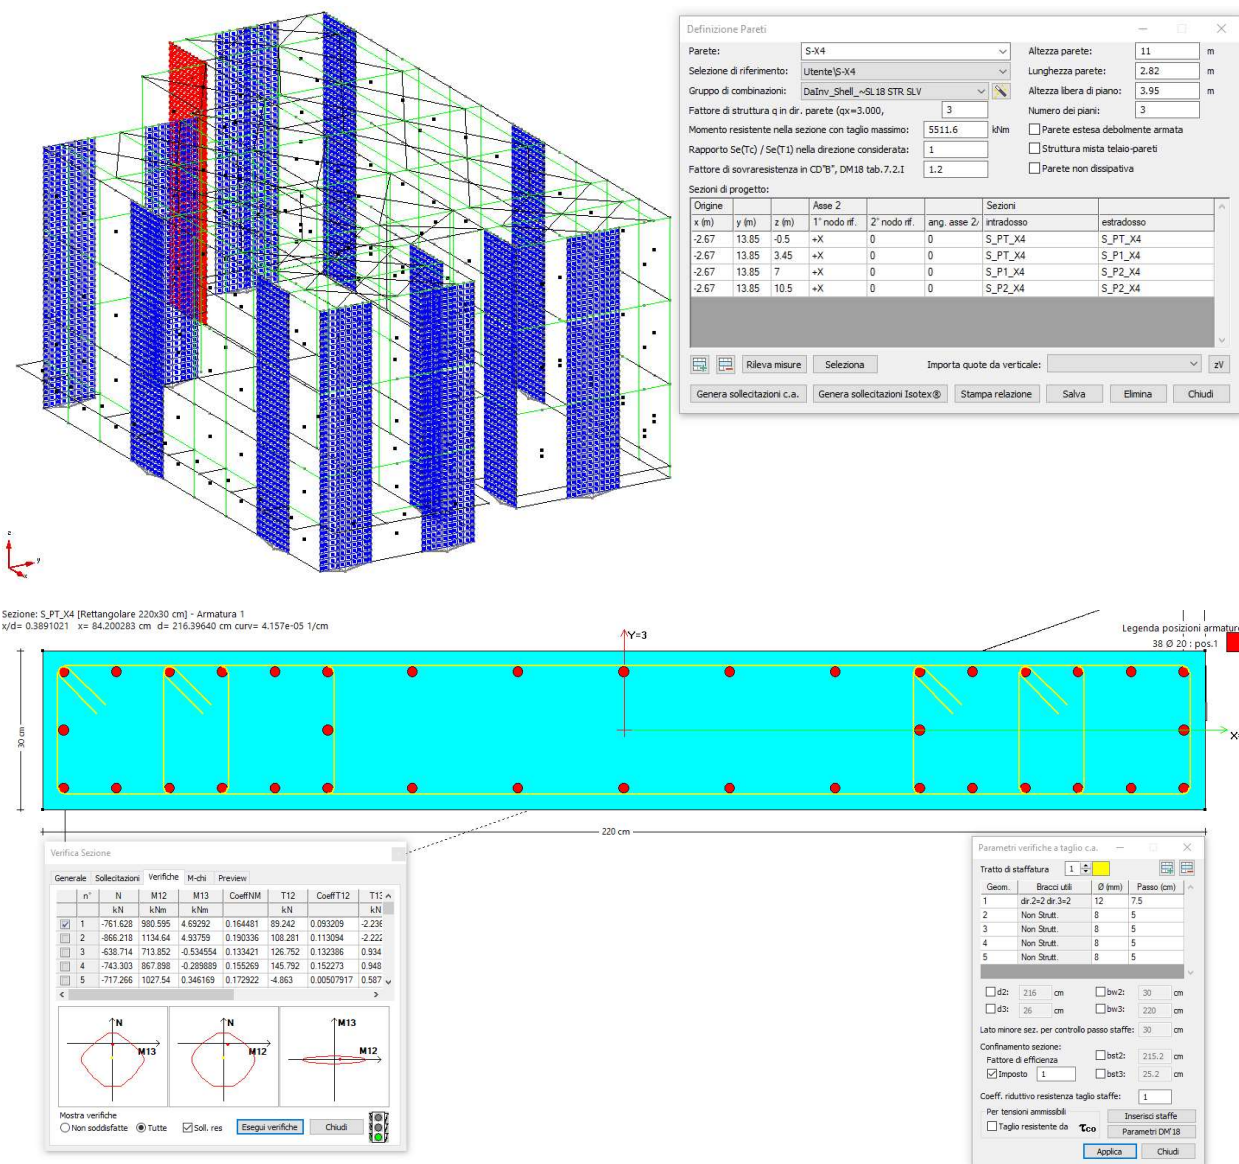 Definizione Pareti
Parete: S-X4 Altezza parete: 11 m
Selezione di riferimento: Utente\S-X4 Lunghezza parete: 2.82 m
Gruppo di combinazioni: DaInv_Shell_~SL18 STR SLV Altezza libera di piano: 3.95 m
Fattore di struttura q in dir. parete (qx=3.000, 3 Numero dei piani: 3
Momento resistente nella sezione con taglio massimo: 5511.6 kNm Parete estesa debolmente armata
Rapporto Se(Tc) / Se(T1) nella direzione considerata: 1 Struttura mista telaio-pareti
Fattore di sovraresistenza in CD"B", DM18 tab.7.2.I 1.2 Parete non dissipativa
Sezioni di progetto:
Origine Asse 2 Sezioni
x (m) y (m) z (m) 1° nodo rif. 2° nodo rif. ang. asse 2/ intradosso estradosso
-2.67 13.85 -0.5 +X 0 0 S_PT_X4 S_PT_X4
-2.67 13.85 3.45 +X 0 0 S_PT_X4 S_P1_X4
-2.67 13.85 7 +X 0 0 S_P1_X4 S_P2_X4
-2.67 13.85 10.5 +X 0 0 S_P2_X4 S_P2_X4
Rileva misure Seleziona Importa quote da verticale: zV
Genera sollecitazioni c.a. Genera sollecitazioni Isotex® Stampa relazione Salva Elimina Chiudi
z
y
x
Sezione: S_PT_X4 [Rettangolare 220x30 cm] - Armatura 1
x/d= 0.3891021 x= 84.200283 cm d= 216.39640 cm curv= 4.157e-05 1/cm
Y=3
Legenda posizioni armature
38 Ø 20 : pos.1
30 cm
X=
220 cm
Verifica Sezione
Generale Sollecitazioni Verifiche M-chi Preview
n° N M12 M13 CoeffNM T12 CoeffT12 T13
kN kNm kNm kN kN
1 -761.628 980.595 4.69292 0.164481 89.242 0.093209 -2.236
2 -866.218 1134.64 4.93759 0.190336 108.281 0.113094 -2.222
3 -638.714 713.852 -0.534554 0.133421 126.752 0.132386 0.934
4 -743.303 867.898 -0.289889 0.155269 145.792 0.152273 0.948
5 -717.266 1027.54 0.346169 0.172922 -4.863 0.00507917 0.587
N M13
N M12
M13 M12
Mostra verifiche
Non soddisfatte Tutte Soll. res Esegui verifiche Chiudi
Parametri verifiche a taglio c.a.
Tratto di staffatura 1
Geom. Bracci utili Ø (mm) Passo (cm)
1 dir.2=2 dir.3=2 12 7.5
2 Non Strutt. 8 5
3 Non Strutt. 8 5
4 Non Strutt. 8 5
5 Non Strutt. 8 5
d2: 216 cm bw2: 30 cm
d3: 26 cm bw3: 220 cm
Lato minore sez. per controllo passo staffe: 30 cm
Confinamento sezione:
Fattore di efficienza bst2: 215.2 cm
Imposto 1 bst3: 25.2 cm
Coeff. riduttivo resistenza taglio staffe: 1
Per tensioni ammissibili Inserisci staffe
Taglio resistente da τco Parametri DM'18
Applica Chiudi